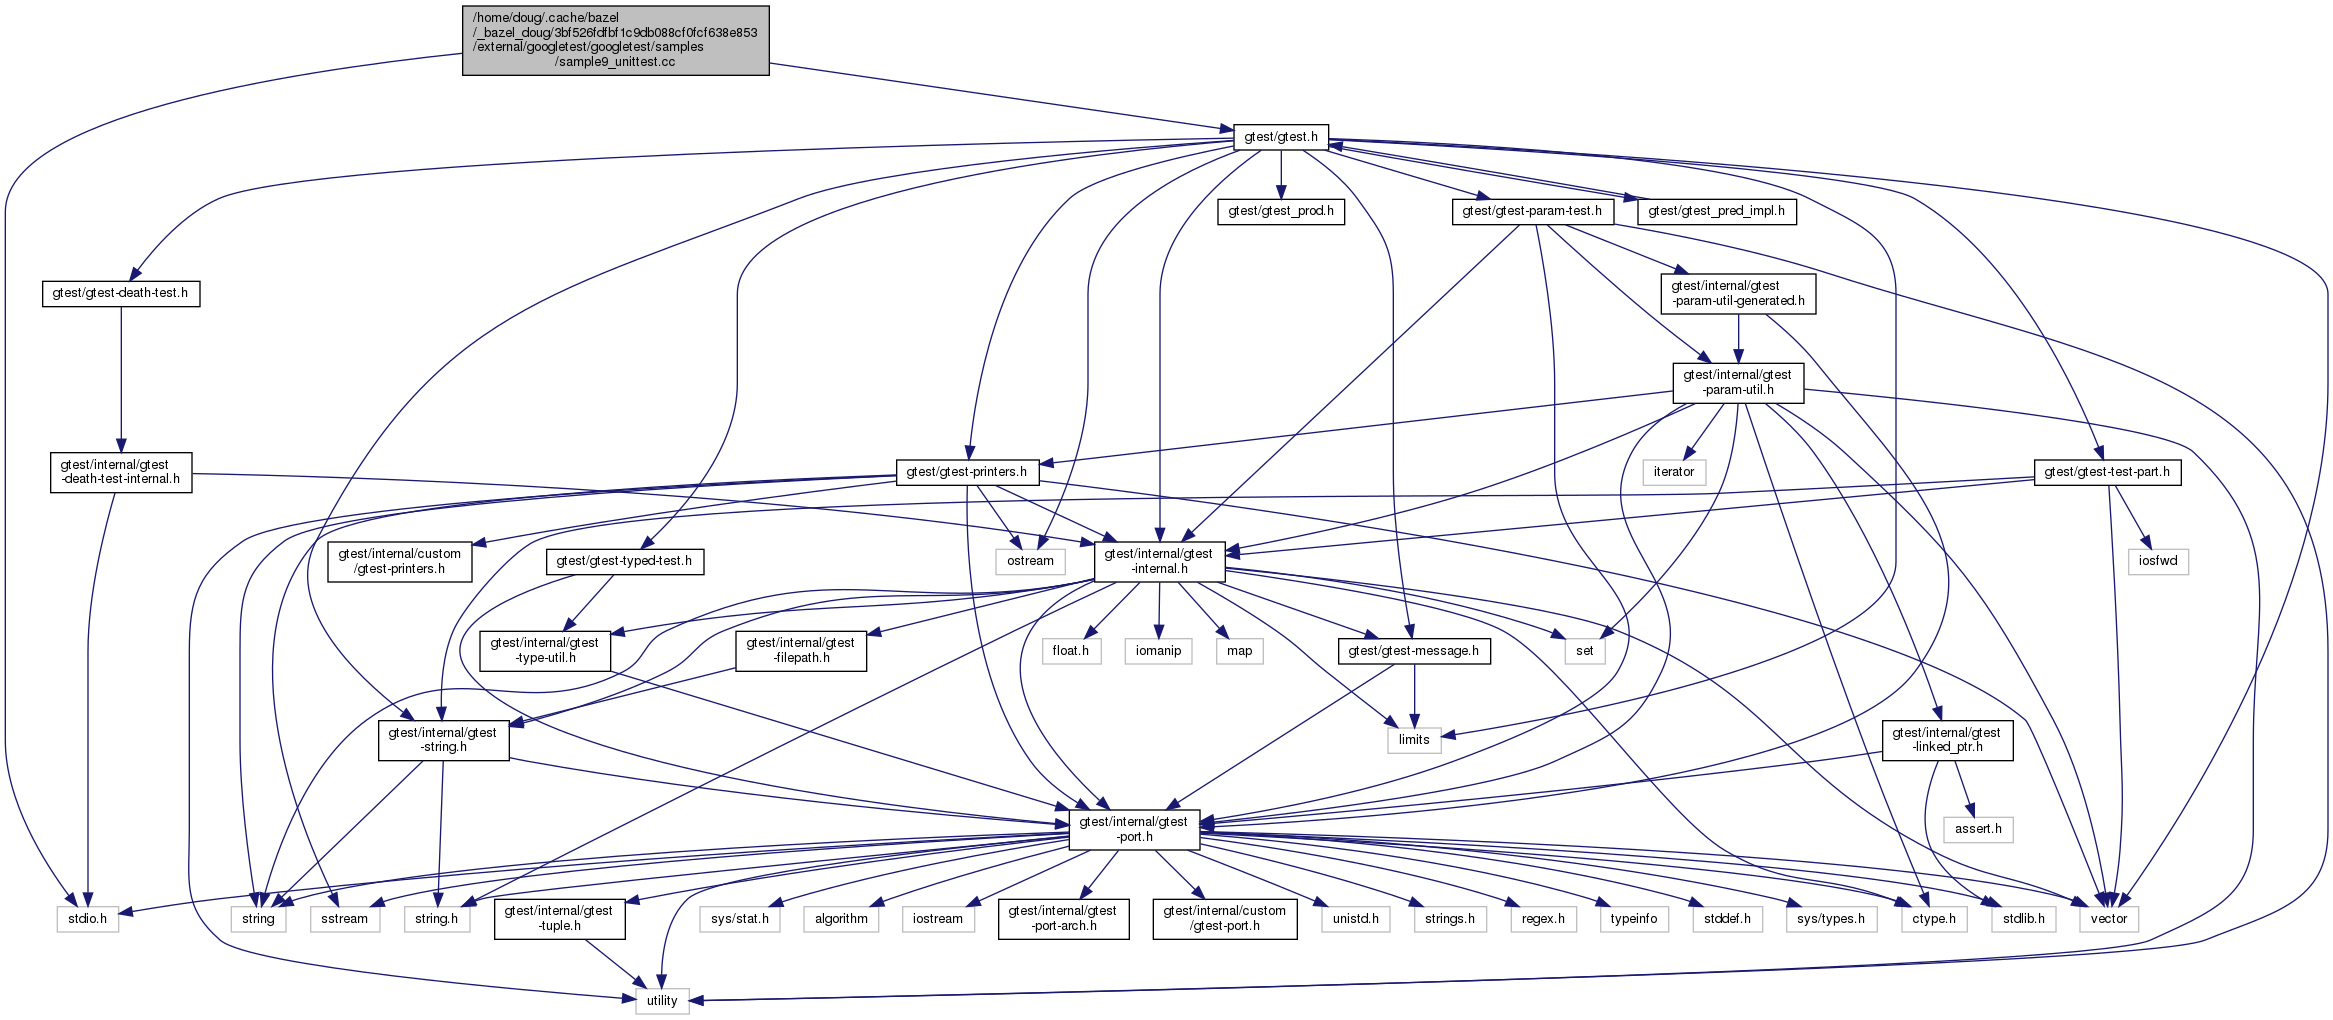 /home/doug/.cache/bazel
/_bazel_doug/3bf526fdfbf1c9db088cf0fcf638e853
/external/googletest/googletest/samples
/sample9_unittest.cc
gtest/gtest.h
gtest/gtest_prod.h
gtest/gtest-param-test.h
gtest/gtest_pred_impl.h
gtest/gtest-death-test.h
gtest/internal/gtest
-param-util-generated.h
gtest/internal/gtest
-param-util.h
gtest/internal/gtest
-death-test-internal.h
gtest/gtest-printers.h
iterator
gtest/gtest-test-part.h
gtest/internal/custom
/gtest-printers.h
gtest/gtest-typed-test.h
ostream
gtest/internal/gtest
-internal.h
iosfwd
gtest/internal/gtest
-type-util.h
gtest/internal/gtest
-filepath.h
float.h
iomanip
map
gtest/gtest-message.h
set
gtest/internal/gtest
-string.h
limits
gtest/internal/gtest
-linked_ptr.h
gtest/internal/gtest
-port.h
assert.h
stdio.h
string
sstream
string.h
gtest/internal/gtest
-tuple.h
sys/stat.h
algorithm
iostream
gtest/internal/gtest
-port-arch.h
gtest/internal/custom
/gtest-port.h
unistd.h
strings.h
regex.h
typeinfo
stddef.h
sys/types.h
ctype.h
stdlib.h
vector
utility